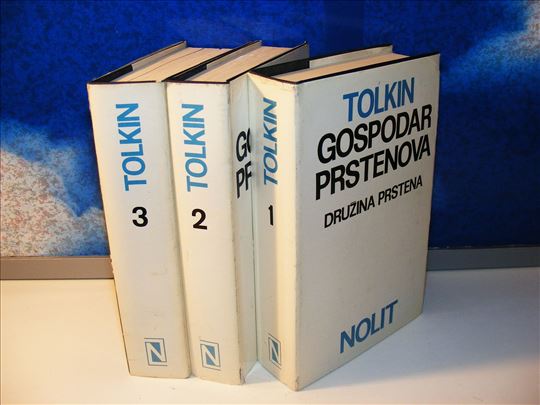 TOLKIN
3
N
TOLKIN
2
N
GO
PR
TOLKIN
1
N
TOLKIN
GOSPODAR
PRSTENOVA
DRUŽINA PRSTENA
NOLIT